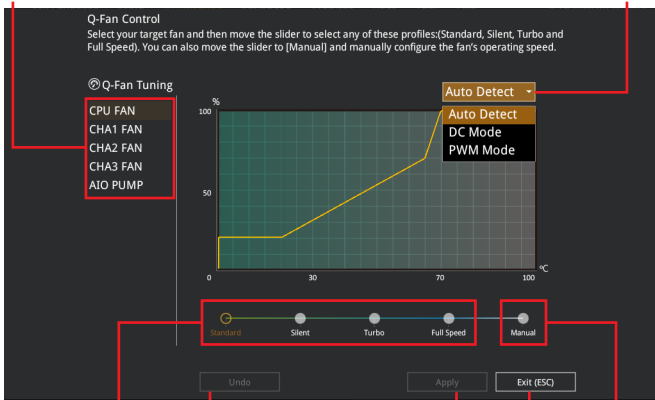 Q-Fan Control
Select your target fan and then move the slider to select any of these profiles:(Standard, Silent, Turbo and
Full Speed). You can also move the slider to [Manual] and manually configure the fan's operating speed.
Q-Fan Tuning
Auto Detect
CPU FAN
CHA1 FAN
CHA2 FAN
CHA3 FAN
AIO PUMP
%
100
50
0
30
70
100
°C
Auto Detect
DC Mode
PWM Mode
Standard
Silent
Turbo
Full Speed
Manual
Undo
Apply
Exit (ESC)